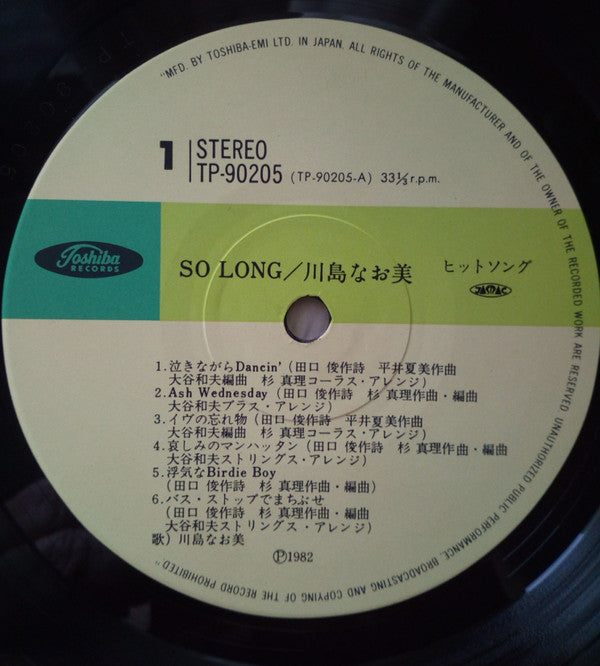 "MFD. BY TOSHIBA-EMI LTD. IN JAPAN. ALL RIGHTS OF THE MANUFACTURER AND OF THE OWNER OF THE RECORDED WORK ARE RESERVED. UNAUTHORIZED PUBLIC PERFORMANCE, BROADCASTING AND COPYING OF THE RECORD PROHIBITED"
1
STEREO
TP-90205 (TP-90205-A) 33⅓r.p.m.
Toshiba
RECORDS
SO LONG/川島なお美 ヒットソング
JASRAC
1.泣きながらDancin' (田口 俊作詩 平井夏美作曲
大谷和夫編曲 杉 真理コーラス・アレンジ)
2.Ash Wednesday (田口 俊作詩 杉 真理作曲・編曲
大谷和夫ブラス・アレンジ)
3.イヴの忘れ物 (田口 俊作詩 平井夏美作曲
大谷和夫編曲 杉 真理コーラス・アレンジ)
4.哀しみのマンハッタン (田口 俊作詩 杉 真理作曲・編曲
大谷和夫ストリングス・アレンジ)
5.浮気なBirdie Boy
(田口 俊作詩 杉 真理作曲・編曲)
6.バス・ストップでまちぶせ
(田口 俊作詩 杉 真理作曲・編曲
大谷和夫ストリングス・アレンジ)
歌) 川島なお美
Ⓟ1982